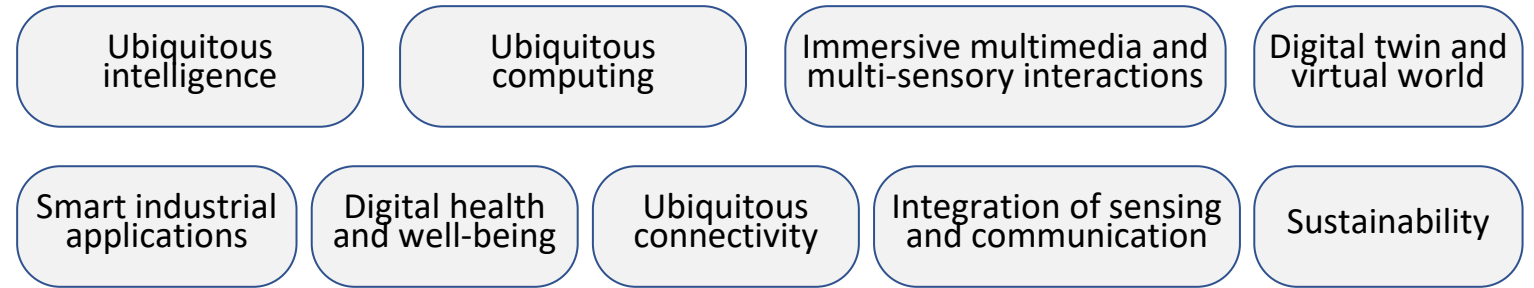 Ubiquitous
intelligence
Ubiquitous
computing
Immersive multimedia and
multi-sensory interactions
Digital twin and
virtual world
Smart industrial
applications
Digital health
and well-being
Ubiquitous
connectivity
Integration of sensing
and communication
Sustainability